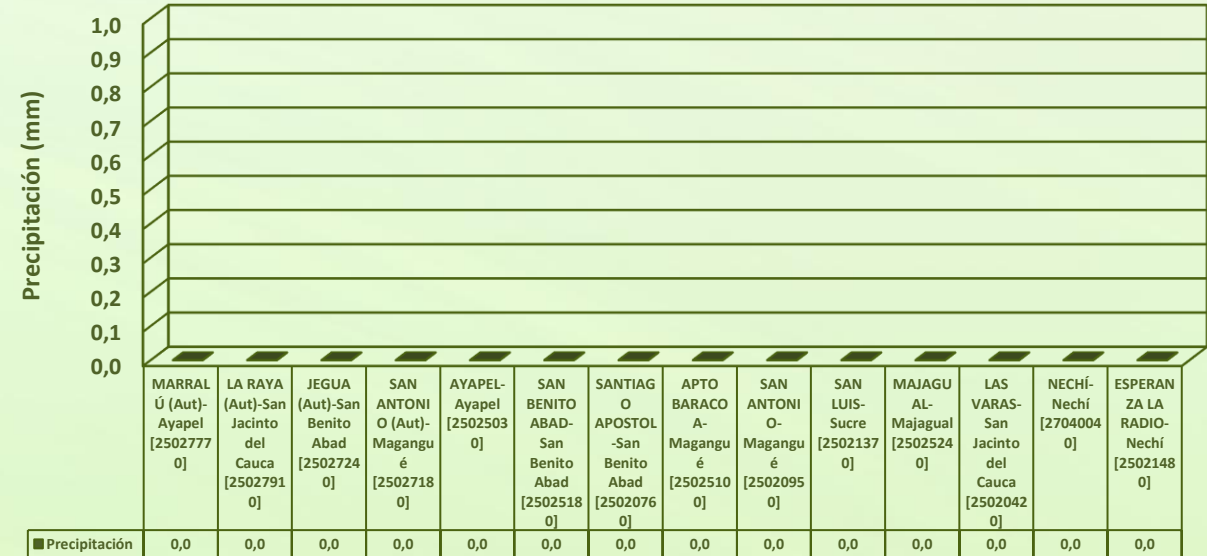 Precipitación (mm)
1,0
0,9
0,8
0,7
0,6
0,5
0,4
0,3
0,2
0,1
0,0
MARRAL
Ú (Aut)-
Ayapel
[2502777
0]
LA RAYA
(Aut)-San
Jacinto
del
Cauca
[2502791
0]
JEGUA
(Aut)-San
Benito
Abad
[2502724
0]
SAN
ANTONI
O (Aut)-
Magangu
é
[2502718
0]
AYAPEL-
Ayapel
[2502503
0]
SAN
BENITO
ABAD-
San
Benito
Abad
[2502518
0]
SANTIAG
O
APOSTOL
-San
Benito
Abad
[2502076
0]
APTO
BARACO
A-
Magangu
é
[2502510
0]
SAN
ANTONI
O-
Magangu
é
[2502095
0]
SAN
LUIS-
Sucre
[2502137
0]
MAJAGU
AL-
Majagual
[2502524
0]
LAS
VARAS-
San
Jacinto
del
Cauca
[2502042
0]
NECHÍ-
Nechí
[2704004
0]
ESPERAN
ZA LA
RADIO-
Nechí
[2502148
0]
Precipitación 0,0 0,0 0,0 0,0 0,0 0,0 0,0 0,0 0,0 0,0 0,0 0,0 0,0 0,0